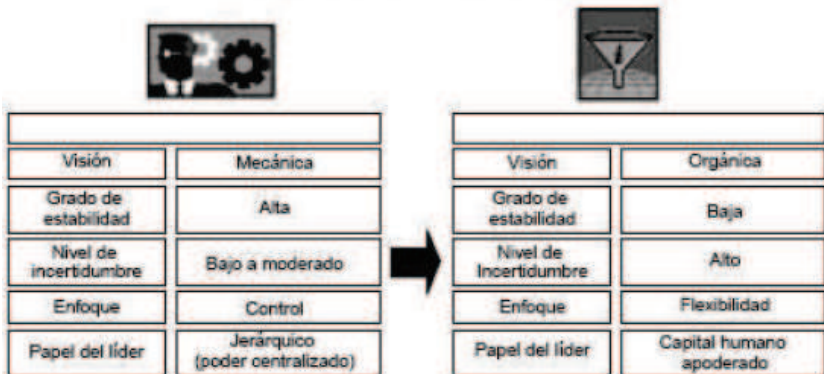 Visión
Mecánica
Grado de
estabilidad
Alta
Nivel de
incertidumbre
Bajo a moderado
Enfoque
Control
Papel del líder
Jerárquico
(poder centralizado)
Visión
Orgánica
Grado de
estabilidad
Baja
Nivel de
Incertidumbre
Alto
Enfoque
Flexibilidad
Papel del líder
Capital humano
apoderado